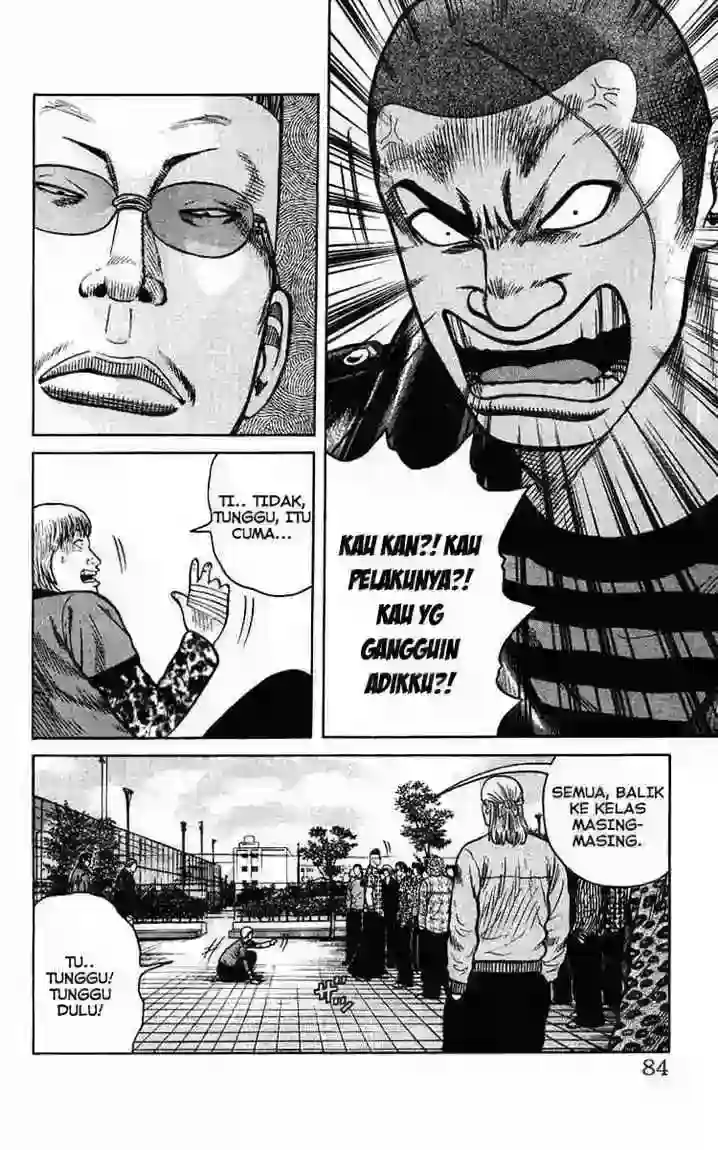 KAU KAN?! KAU
PELAKUNYA?!
KAU YG
GANGGUIN
ADIKKU?!
TI.. TIDAK,
TUNGGU, ITU
CUMA...
SEMUA, BALIK
KE KELAS
MASING-
MASING.
TU..
TUNGGU!
TUNGGU
DULU!
84